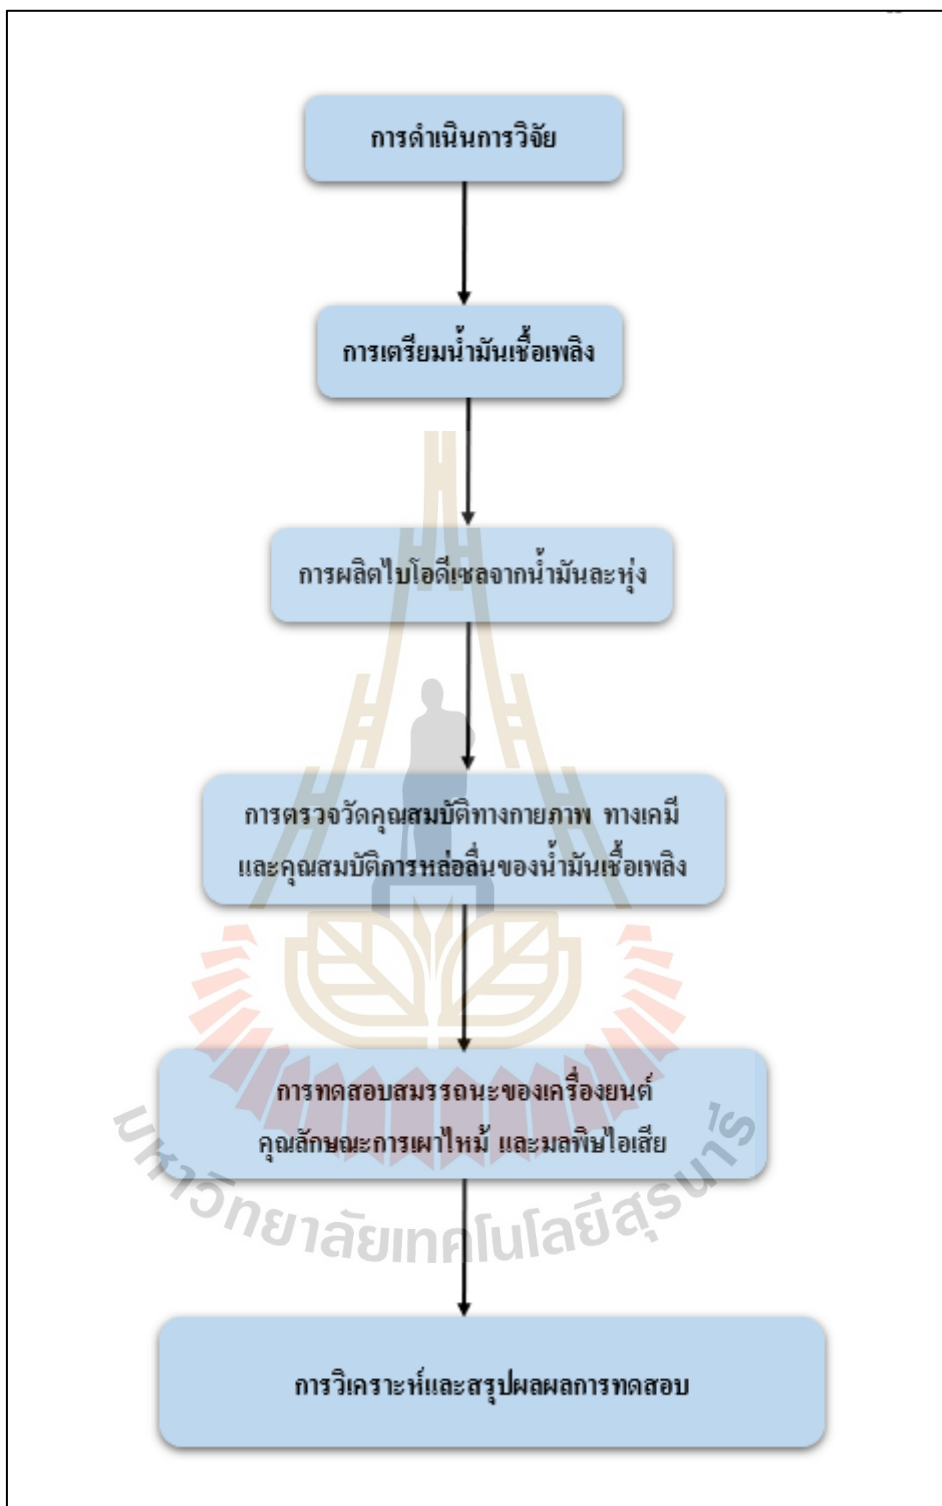 การดำเนินการวิจัย
การเตรียมน้ำมันเชื้อเพลิง
การผลิตไบโอดีเซลจากน้ำมันละหุ่ง
การตรวจวัดคุณสมบัติทางกายภาพ ทางเคมี
และคุณสมบัติการหล่อลื่นของน้ำมันเชื้อเพลิง
การทดสอบสมรรถนะของเครื่องยนต์
คุณลักษณะการเผาไหม้ และมลพิษไอเสีย
มหาวิทยาลัยเทคโนโลยีสุรนารี
การวิเคราะห์และสรุปผลผลการทดสอบ